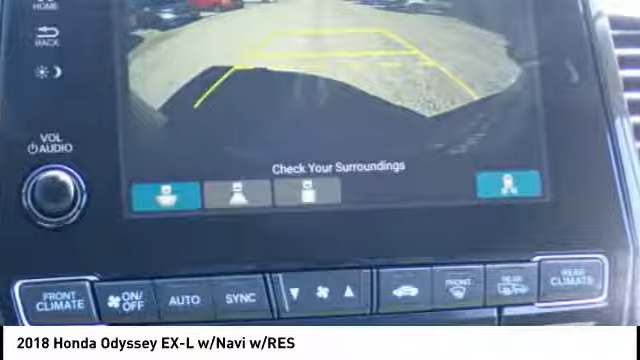 HOME
BACK
VOL
AUDIO
Check Your Surroundings
FRONT
CLIMATE
ON/
OFF
AUTO
SYNC
FRONT
REAR
REAR
CLIMATE
2018 Honda Odyssey EX-L w/Navi w/RES